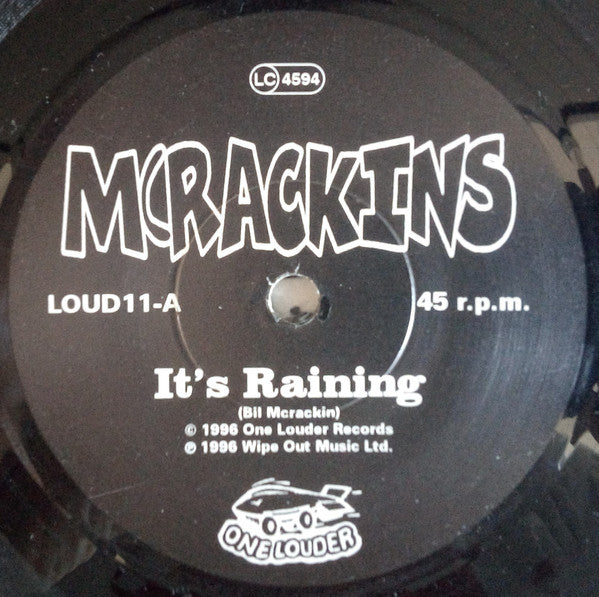 LC 4594
McRACKINS
LOUD11-A
45 r.p.m.
It's Raining
(Bil Mcrackin)
© 1996 One Louder Records
℗ 1996 Wipe Out Music Ltd.
ONE LOUDER